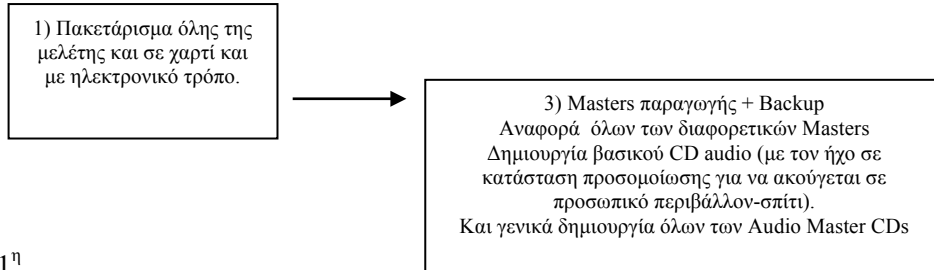 1) Πακετάρισμα όλης της
μελέτης και σε χαρτί και
με ηλεκτρονικό τρόπο.
3) Masters παραγωγής + Backup
Αναφορά όλων των διαφορετικών Masters
Δημιουργία βασικού CD audio (με τον ήχο σε
κατάσταση προσομοίωσης για να ακούγεται σε
προσωπικό περιβάλλον-σπίτι).
Και γενικά δημιουργία όλων των Audio Master CDs
1η